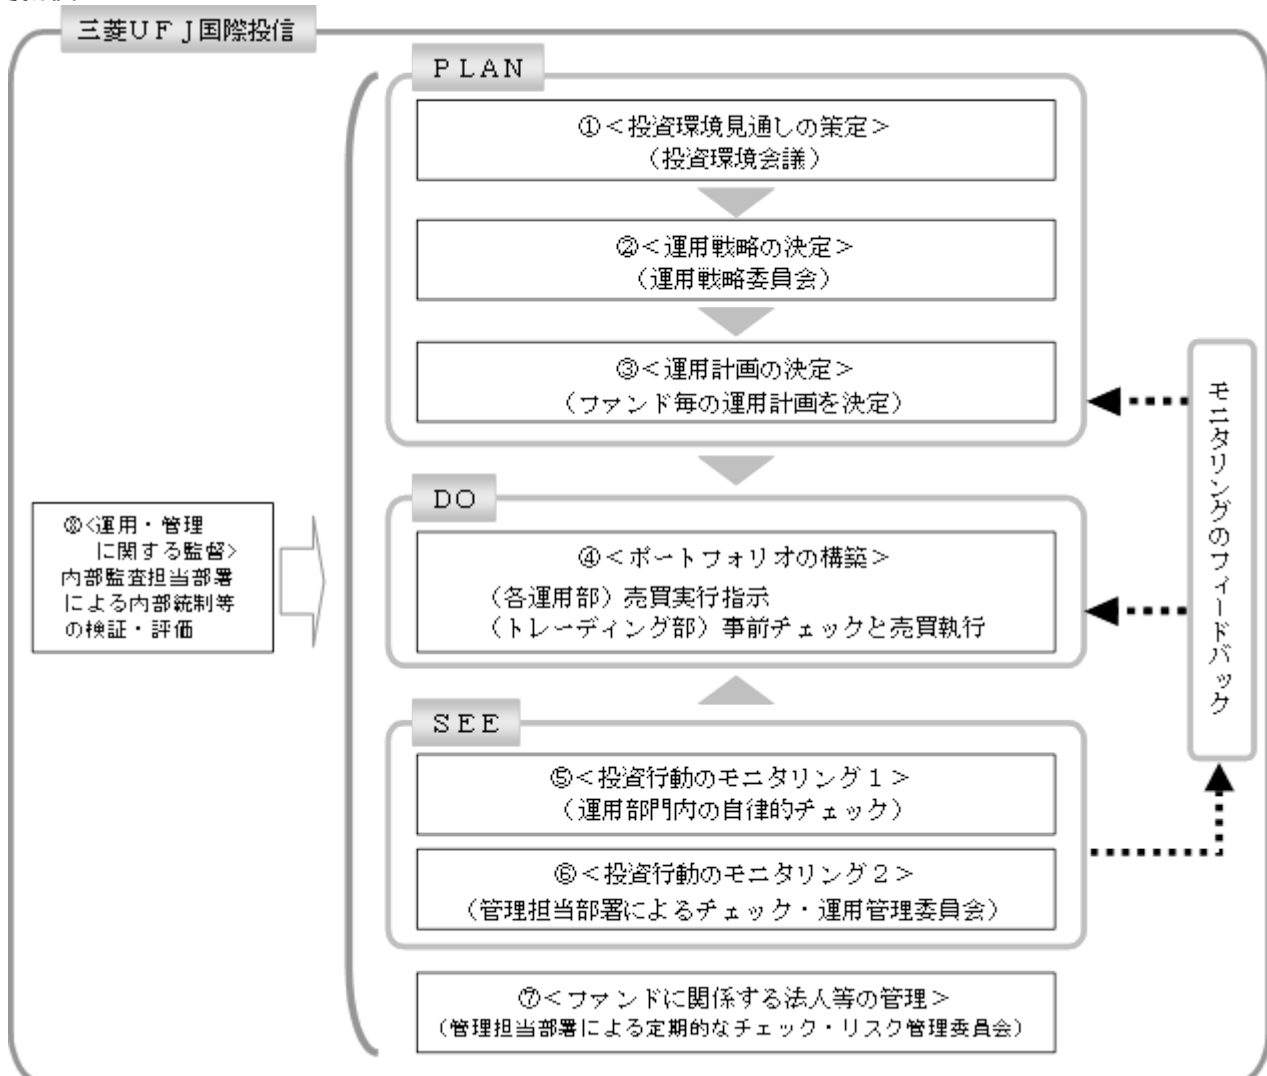 三菱ＵＦＪ国際投信
ＰＬＡＮ
①＜投資環境見通しの策定＞
（投資環境会議）
②＜運用戦略の決定＞
（運用戦略委員会）
③＜運用計画の決定＞
（ファンド毎の運用計画を決定）
ＤＯ
④＜ポートフォリオの構築＞
（各運用部）売買実行指示
（トレーディング部）事前チェックと売買執行
ＳＥＥ
⑤＜投資行動のモニタリング１＞
（運用部門内の自律的チェック）
⑥＜投資行動のモニタリング２＞
（管理担当部署によるチェック・運用管理委員会）
⑦＜ファンドに関係する法人等の管理＞
（管理担当部署による定期的なチェック・リスク管理委員会）
⑧<運用・管理
に関する監督>
内部監査担当部署
による内部統制等
の検証・評価
モニタリングのフィードバック